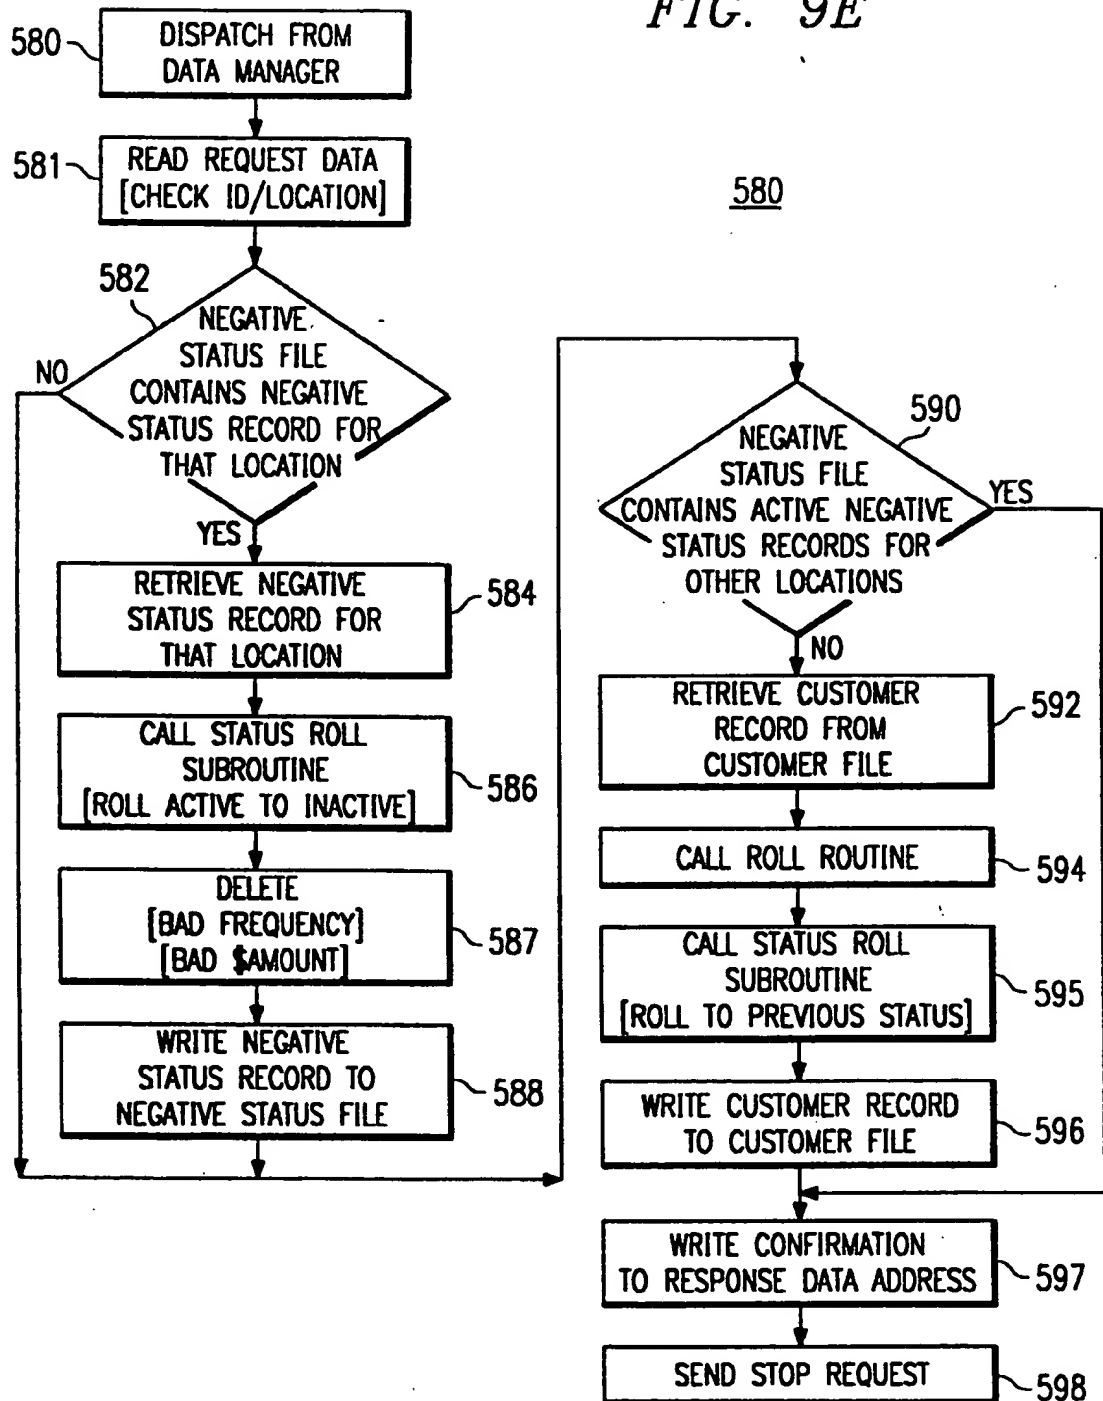 FIG. 9E
580
DISPATCH FROM
DATA MANAGER
581
READ REQUEST DATA
[CHECK ID/LOCATION]
580
582
NEGATIVE
STATUS FILE
CONTAINS NEGATIVE
STATUS RECORD FOR
THAT LOCATION
NO
YES
RETRIEVE NEGATIVE
STATUS RECORD FOR
THAT LOCATION
584
CALL STATUS ROLL
SUBROUTINE
[ROLL ACTIVE TO INACTIVE]
586
DELETE
[BAD FREQUENCY]
[BAD $AMOUNT]
587
WRITE NEGATIVE
STATUS RECORD TO
NEGATIVE STATUS FILE
588
590
NEGATIVE
STATUS FILE
CONTAINS ACTIVE NEGATIVE
STATUS RECORDS FOR
OTHER LOCATIONS
YES
NO
RETRIEVE CUSTOMER
RECORD FROM
CUSTOMER FILE
592
CALL ROLL ROUTINE
594
CALL STATUS ROLL
SUBROUTINE
[ROLL TO PREVIOUS STATUS]
595
WRITE CUSTOMER RECORD
TO CUSTOMER FILE
596
WRITE CONFIRMATION
TO RESPONSE DATA ADDRESS
597
SEND STOP REQUEST
598